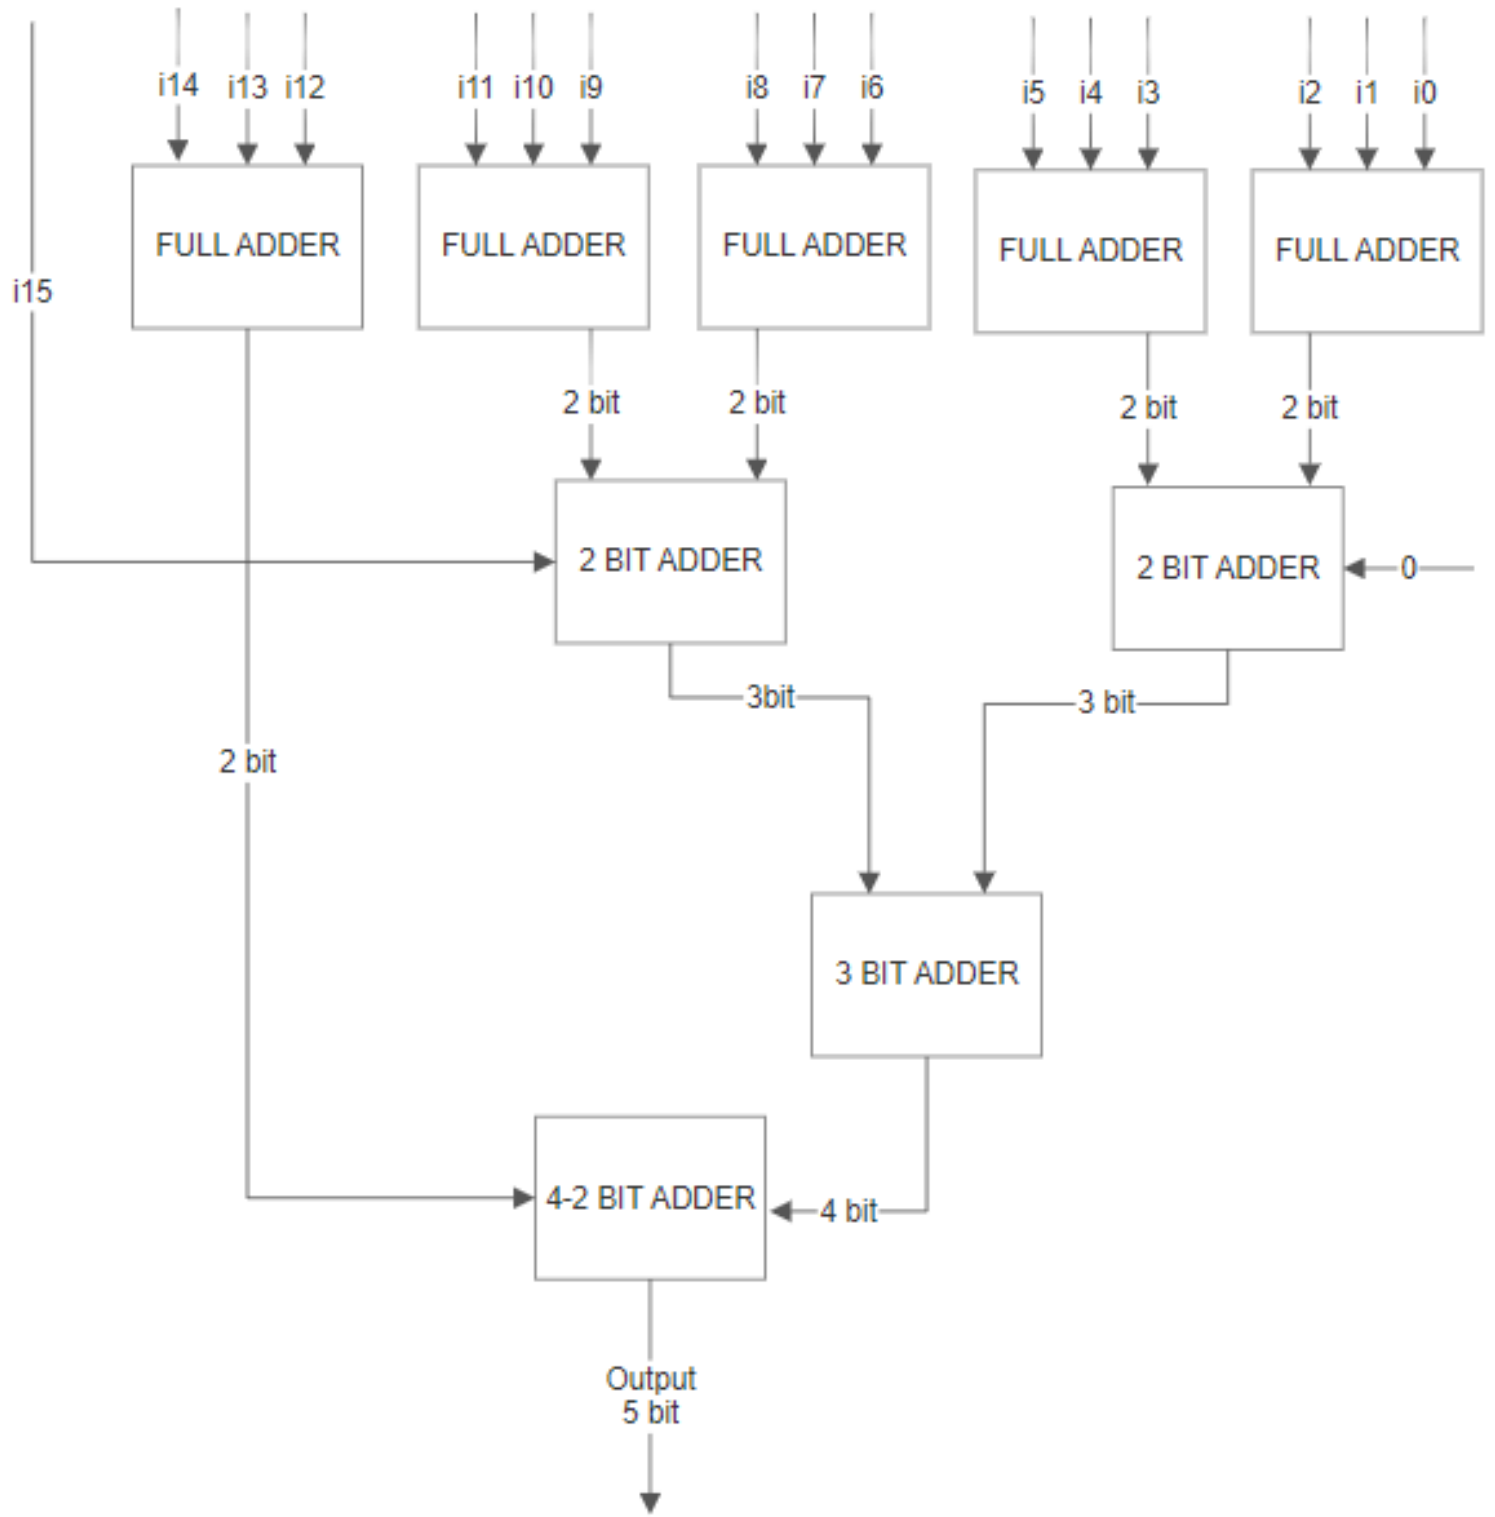 i14 i13 i12 i11 i10 i9 i8 i7 i6 i5 i4 i3 i2 i1 i0
FULL ADDER FULL ADDER FULL ADDER FULL ADDER FULL ADDER
i15
2 bit 2 bit 2 bit 2 bit
2 BIT ADDER 2 BIT ADDER 0
3bit 3 bit
2 bit
3 BIT ADDER
4-2 BIT ADDER 4 bit
Output
5 bit